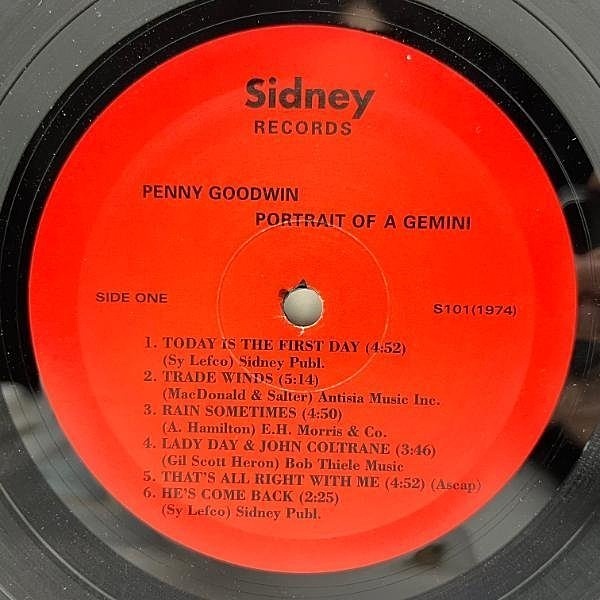 Sidney
RECORDS
PENNY GOODWIN
PORTRAIT OF A GEMINI
SIDE ONE
S101(1974)
1. TODAY IS THE FIRST DAY (4:52)
(Sy Lefco) Sidney Publ.
2. TRADE WINDS (5:14)
(MacDonald & Salter) Antisia Music Inc.
3. RAIN SOMETIMES (4:50)
(A. Hamilton) E.H. Morris & Co.
4. LADY DAY & JOHN COLTRANE (3:46)
(Gil Scott Heron) Bob Thiele Music
5. THAT'S ALL RIGHT WITH ME (4:52) (Ascap)
6. HE'S COME BACK (2:25)
(Sy Lefco) Sidney Publ.